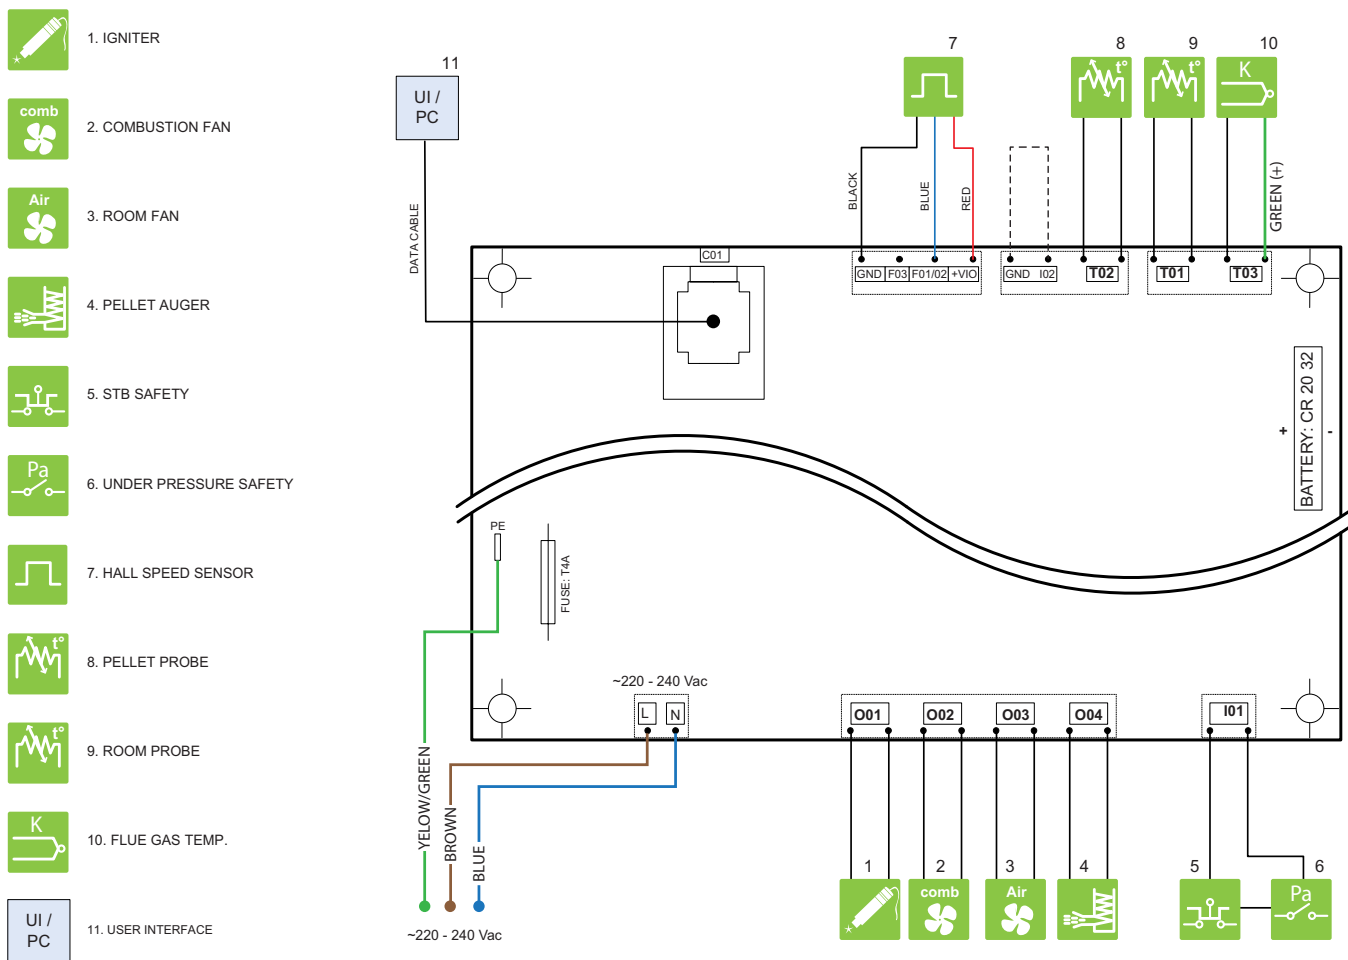 1. IGNITER
comb
2. COMBUSTION FAN
Air
3. ROOM FAN
4. PELLET AUGER
5. STB SAFETY
Pa
6. UNDER PRESSURE SAFETY
7. HALL SPEED SENSOR
t°
8. PELLET PROBE
t°
9. ROOM PROBE
K
10. FLUE GAS TEMP.
UI /
PC
11. USER INTERFACE
11
UI /
PC
DATA CABLE
7
8
t°
9
t°
10
K
BLACK
BLUE
RED
GREEN (+)
C01
GND F03 F01/02 +VIO
GND I02
T02
T01
T03
+
BATTERY: CR 20 32
-
PE
FUSE: T4A
~220 - 240 Vac
L N
O01
O02
O03
O04
I01
YELOW/GREEN
BROWN
BLUE
~220 - 240 Vac
1
2
comb
3
Air
4
5
6
Pa